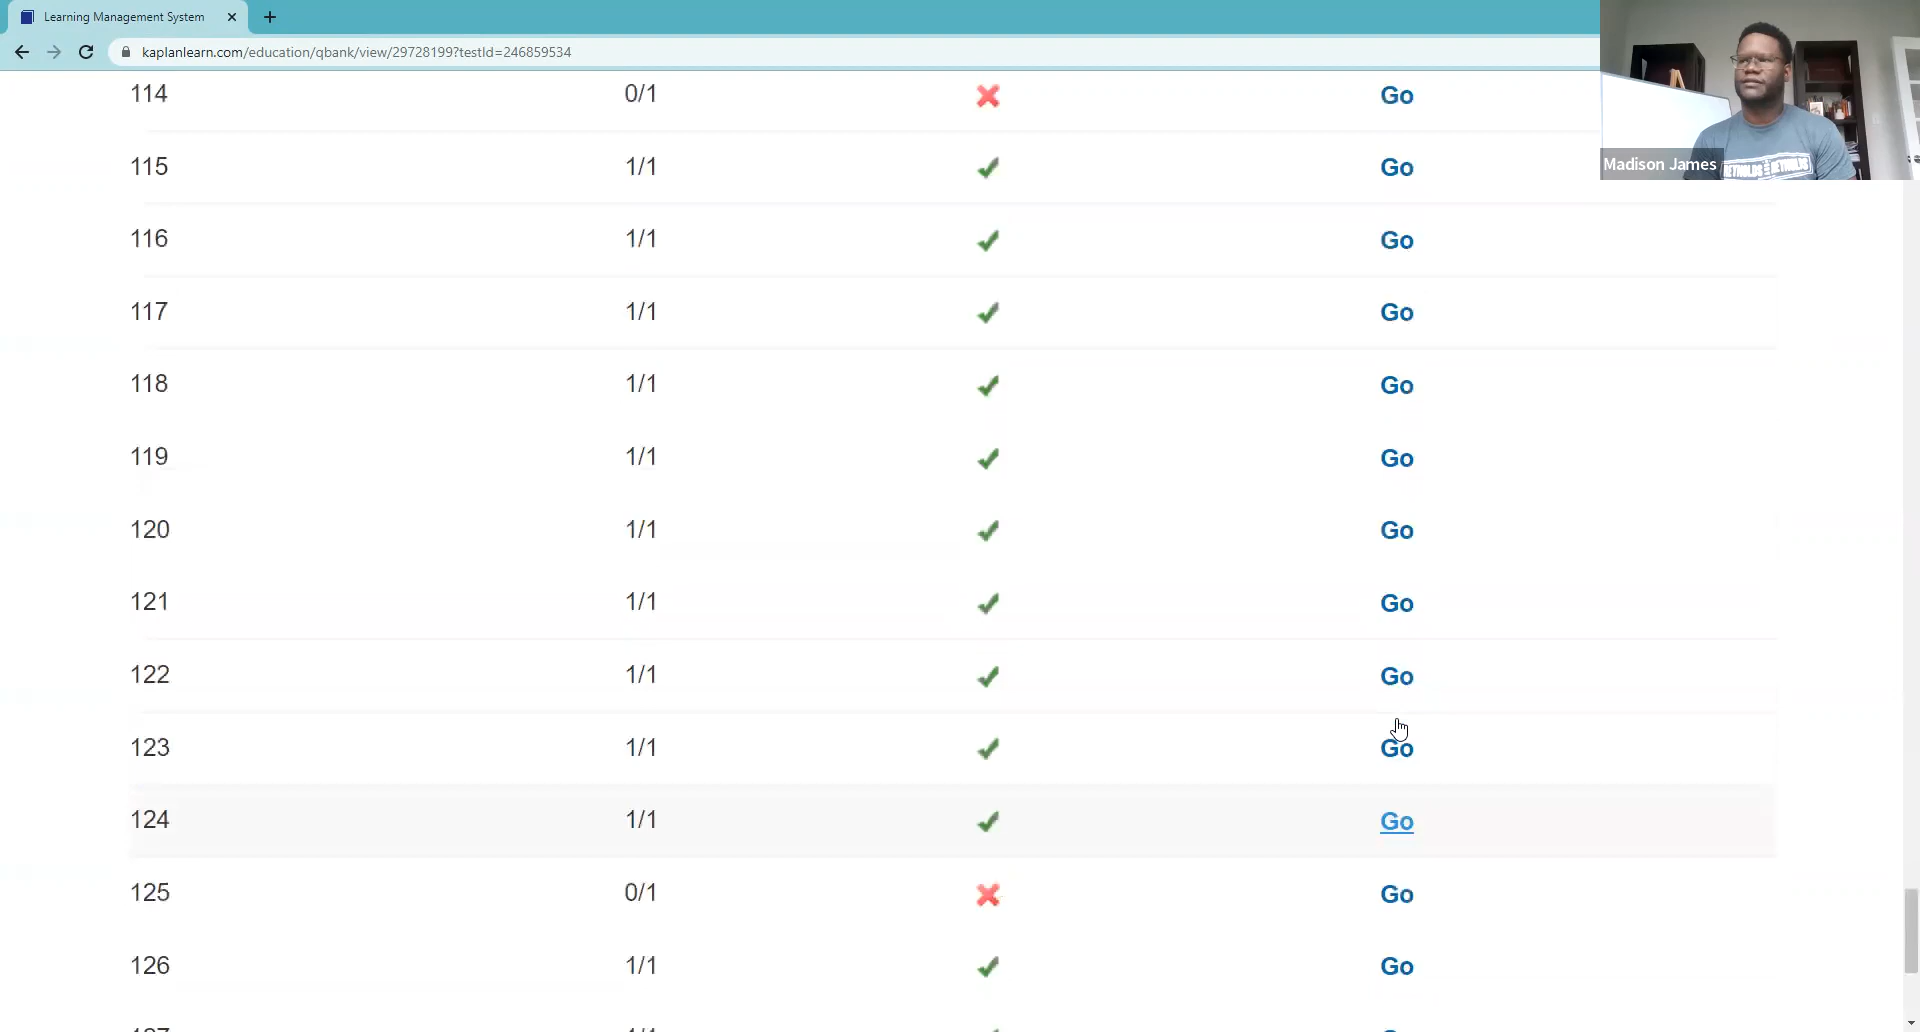 Learning Management System
kaplanlearn.com/education/qbank/view/29728199?testId=246859534
114 0/1 Go
115 1/1 Go
Madison James
REYNOLDS REYNOLDS
116 1/1 Go
117 1/1 Go
118 1/1 Go
119 1/1 Go
120 1/1 Go
121 1/1 Go
122 1/1 Go
123 1/1 Go
124 1/1 Go
125 0/1 Go
126 1/1 Go